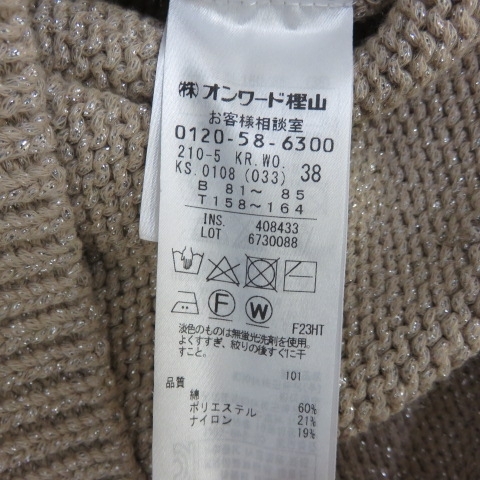 (株)オンワード樫山
お客様相談室
0120-58-6300
210-5 KR.WO. 38
KS.0108 (033)
B 81〜 85
T158〜164
INS. 408433
LOT 6730088
F W
F23HT
淡色のものは無蛍光洗剤を使用。
よくすすぎ、絞りの後すぐに干
すこと。
101
品質
綿 60%
ポリエステル 21%
ナイロン 19%